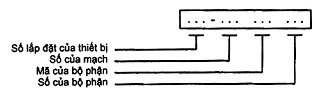 ... - ... ... ...
Số lắp đặt của thiết bị
Số của mạch
Mã của bộ phận
Số của bộ phận